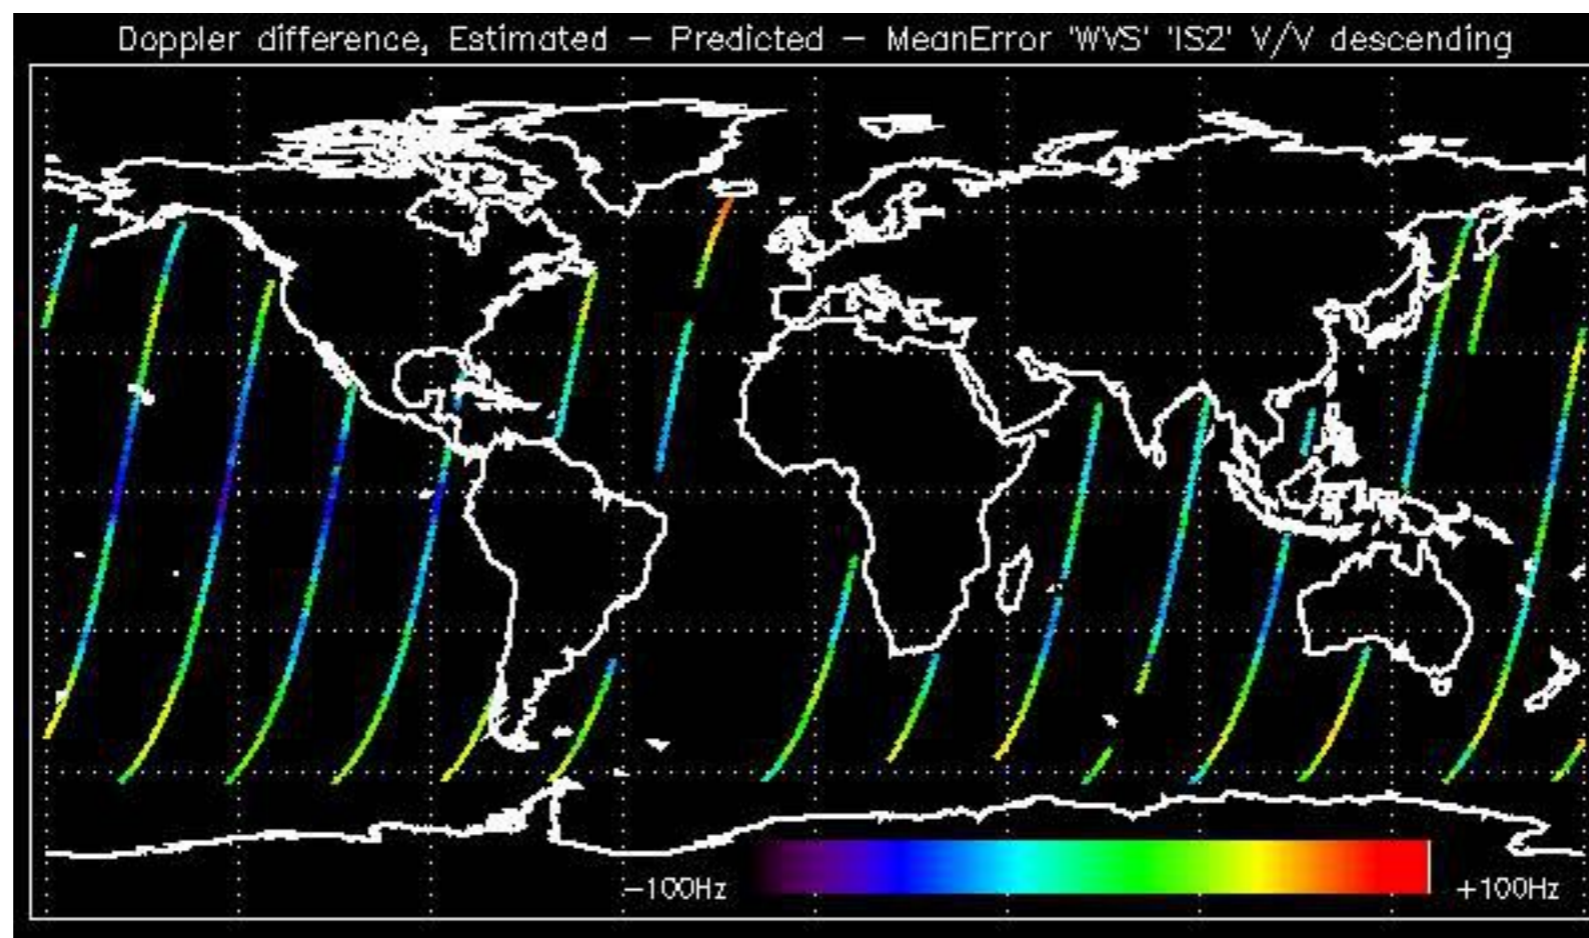 Doppler difference, Estimated – Predicted – MeanError 'WVS' 'IS2' V/V descending
–100Hz +100Hz